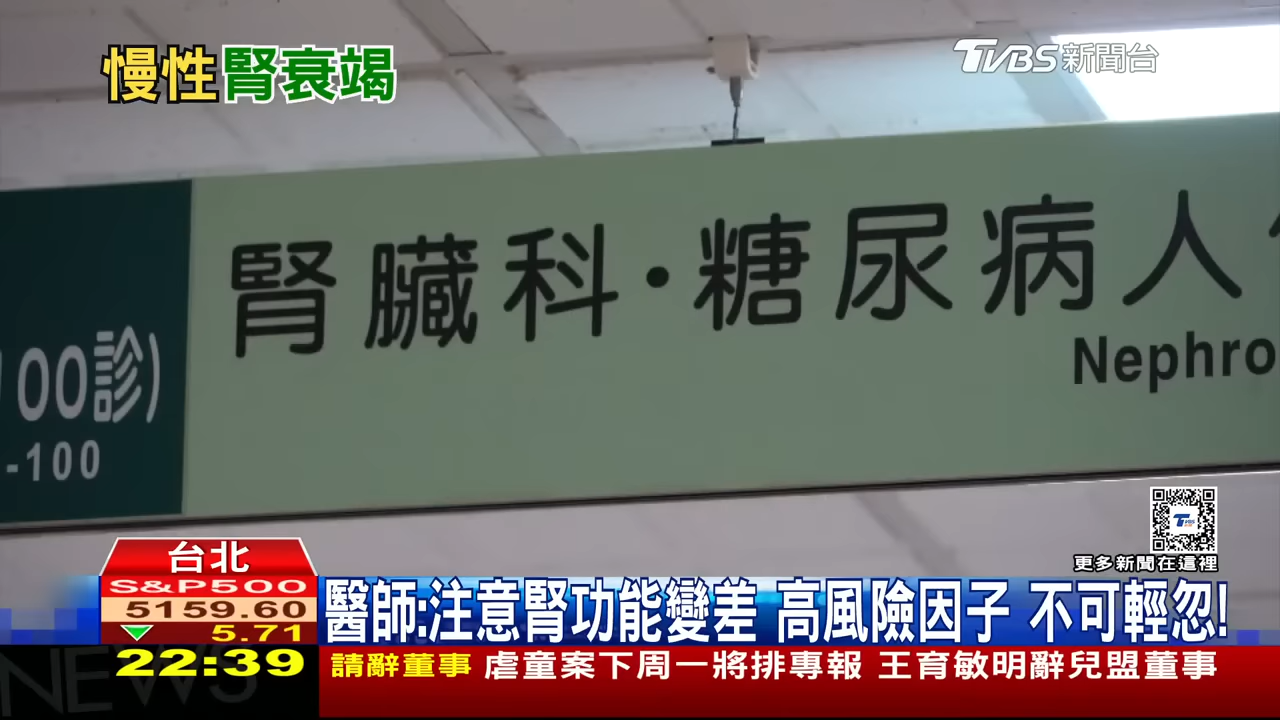 慢性腎衰竭
TVBS新聞台
腎臟科·糖尿病人
Nephro
100診)
-100
更多新聞在這裡
台北
S&P500
5159.60
5.71
22:39
醫師:注意腎功能變差 高風險因子 不可輕忽!
請辭董事 虐童案下周一將排專報 王育敏明辭兒盟董事
NEWS